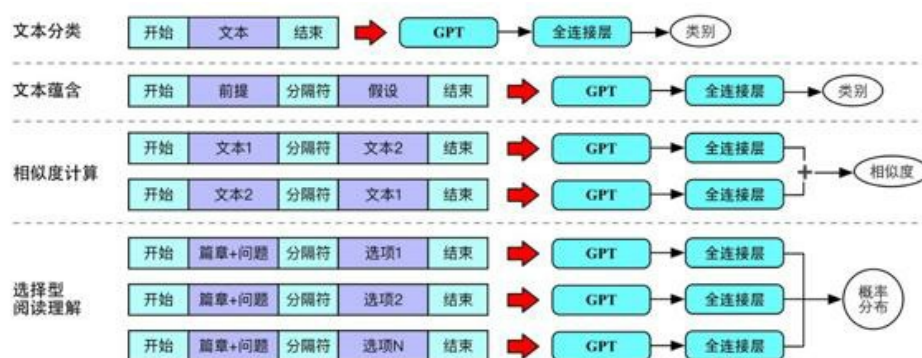 文本分类 开始 文本 结束 GPT 全连接层 类别
文本蕴含 开始 前提 分隔符 假设 结束 GPT 全连接层 类别
相似度计算
开始 文本1 分隔符 文本2 结束 GPT 全连接层
开始 文本2 分隔符 文本1 结束 GPT 全连接层
+ 相似度
选择型
阅读理解
开始 篇章+问题 分隔符 选项1 结束 GPT 全连接层
开始 篇章+问题 分隔符 选项2 结束 GPT 全连接层
开始 篇章+问题 分隔符 选项N 结束 GPT 全连接层
概率
分布